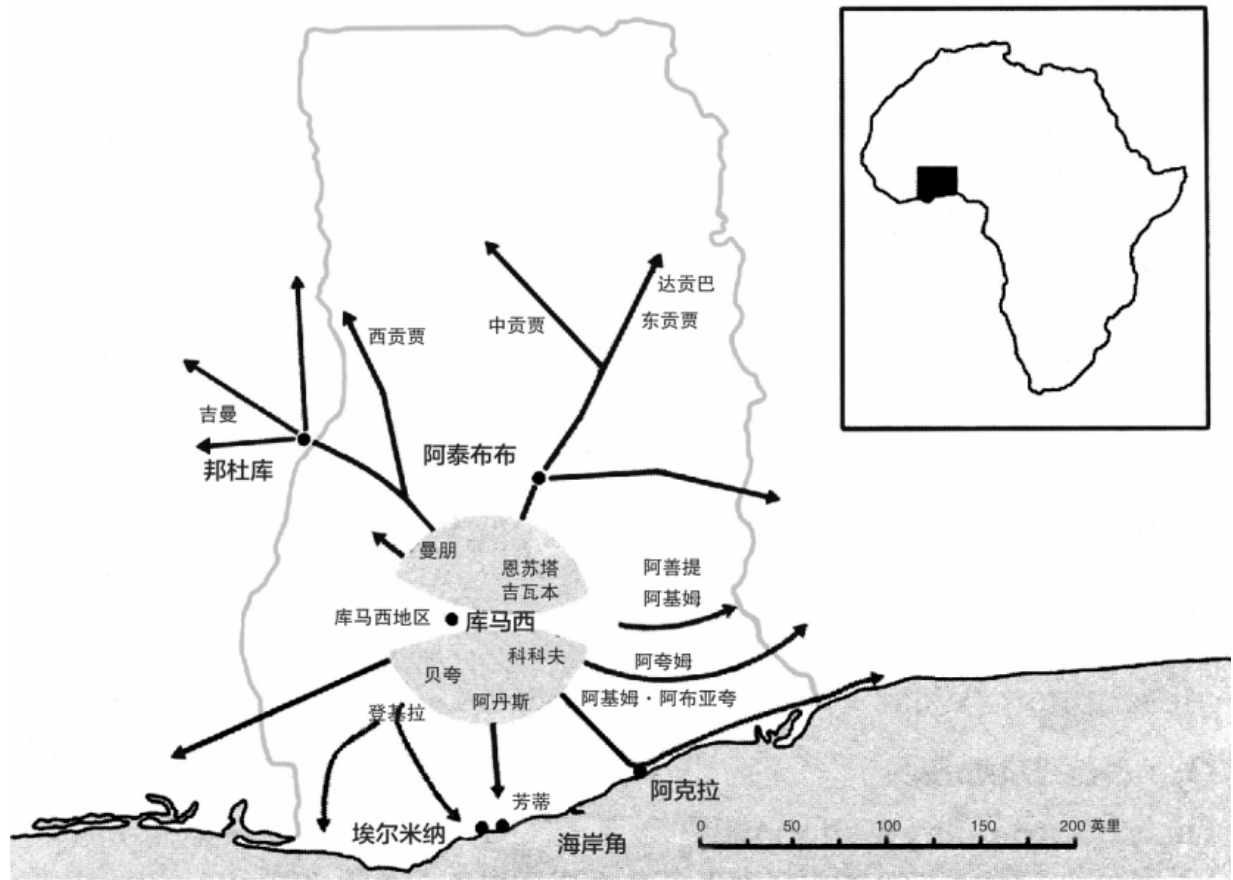 达贡巴
中贡贾
东贡贾
西贡贾
吉曼
阿泰布布
邦杜库
曼朋
恩苏塔
吉瓦本
阿善提
阿基姆
库马西地区
库马西
科科夫
阿夸姆
贝夸
阿丹斯
阿基姆·阿布亚夸
登基拉
阿克拉
芳蒂
埃尔米纳
海岸角
0 50 100 150 200 英里